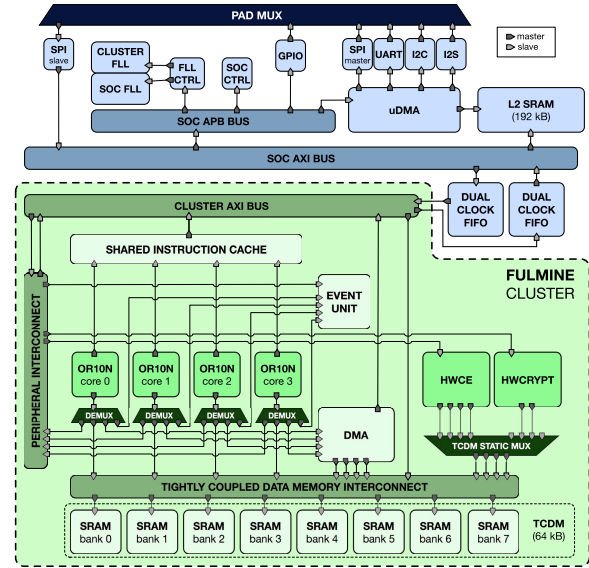 PAD MUX
master
slave
SPI
slave
CLUSTER
FLL
SOC FLL
FLL
CTRL
SOC
CTRL
GPIO
SPI
master
UART
I2C
I2S
SOC APB BUS
uDMA
L2 SRAM
(192 kB)
SOC AXI BUS
CLUSTER AXI BUS
DUAL
CLOCK
FIFO
DUAL
CLOCK
FIFO
SHARED INSTRUCTION CACHE
FULMINE
CLUSTER
PERIPHERAL INTERCONNECT
EVENT
UNIT
OR10N
core 0
OR10N
core 1
OR10N
core 2
OR10N
core 3
HWCE
HWCRYPT
DEMUX
DEMUX
DEMUX
DEMUX
DMA
TCDM STATIC MUX
TIGHTLY COUPLED DATA MEMORY INTERCONNECT
SRAM
bank 0
SRAM
bank 1
SRAM
bank 2
SRAM
bank 3
SRAM
bank 4
SRAM
bank 5
SRAM
bank 6
SRAM
bank 7
TCDM
(64 kB)